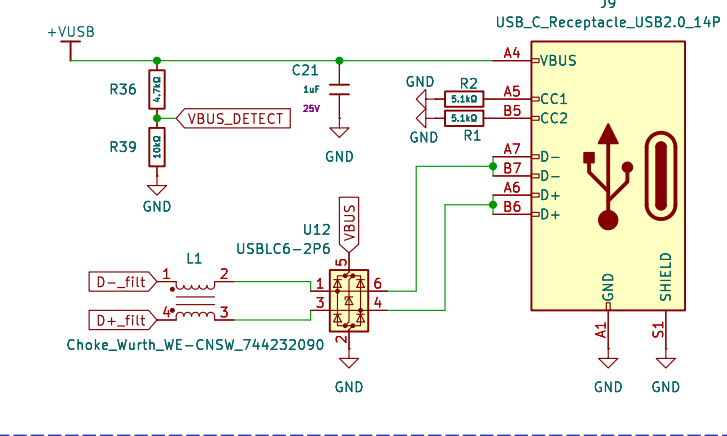 J9
USB_C_Receptacle_USB2.0_14P
+VUSB
A4
VBUS
R36
4.7kΩ
C21
1uF
25V
GND
R2
5.1kΩ
A5
CC1
VBUS_DETECT
B5
CC2
5.1kΩ
GND
R1
R39
10kΩ
GND
A7
D-
B7
D-
A6
D+
B6
D+
GND
U12
USBLC6-2P6
VBUS
5
L1
D-_filt
1
2
1
6
3
4
D+_filt
4
3
2
Choke_Wurth_WE-CNSW_744232090
GND
GND
SHIELD
A1
S1
GND
GND